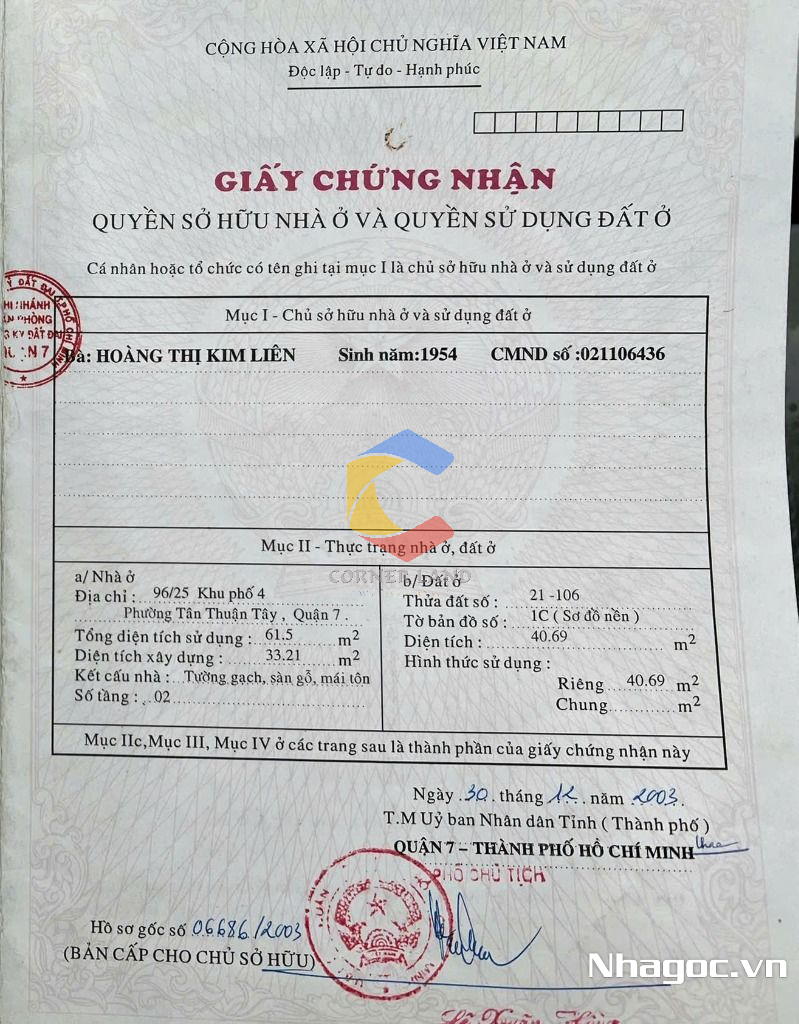 CỘNG HÒA XÃ HỘI CHỦ NGHĨA VIỆT NAM
Độc lập - Tự do - Hạnh phúc
GIẤY CHỨNG NHẬN
QUYỀN SỞ HỮU NHÀ Ở VÀ QUYỀN SỬ DỤNG ĐẤT Ở
Cá nhân hoặc tổ chức có tên ghi tại mục I là chủ sở hữu nhà ở và sử dụng đất ở
Mục I - Chủ sở hữu nhà ở và sử dụng đất ở
Bà: HOÀNG THỊ KIM LIÊN Sinh năm:1954 CMND số :021106436
Mục II - Thực trạng nhà ở, đất ở
CORNER LAND
a/ Nhà ở
Địa chỉ : 96/25 Khu phố 4
Phường Tân Thuận Tây , Quận 7 .
Tổng diện tích sử dụng : 61.5 m2
Diện tích xây dựng : 33.21 m2
Kết cấu nhà : Tường gạch, sàn gỗ, mái tôn
Số tầng : 02
b/ Đất ở
Thửa đất số : 21 -106
Tờ bản đồ số : 1C ( Sơ đồ nền )
Diện tích : 40.69 m2
Hình thức sử dụng :
Riêng 40.69 m2
Chung m2
Mục IIc,Mục III, Mục IV ở các trang sau là thành phần của giấy chứng nhận này
Ngày 30 tháng 12 năm 2003.
T.M Uỷ ban Nhân dân Tỉnh ( Thành phố )
QUẬN 7 – THÀNH PHỐ HỒ CHÍ MINH
PHÓ CHỦ TỊCH
Hồ sơ gốc số 06686/2003
(BẢN CẤP CHO CHỦ SỞ HỮU)
Nhagoc.vn